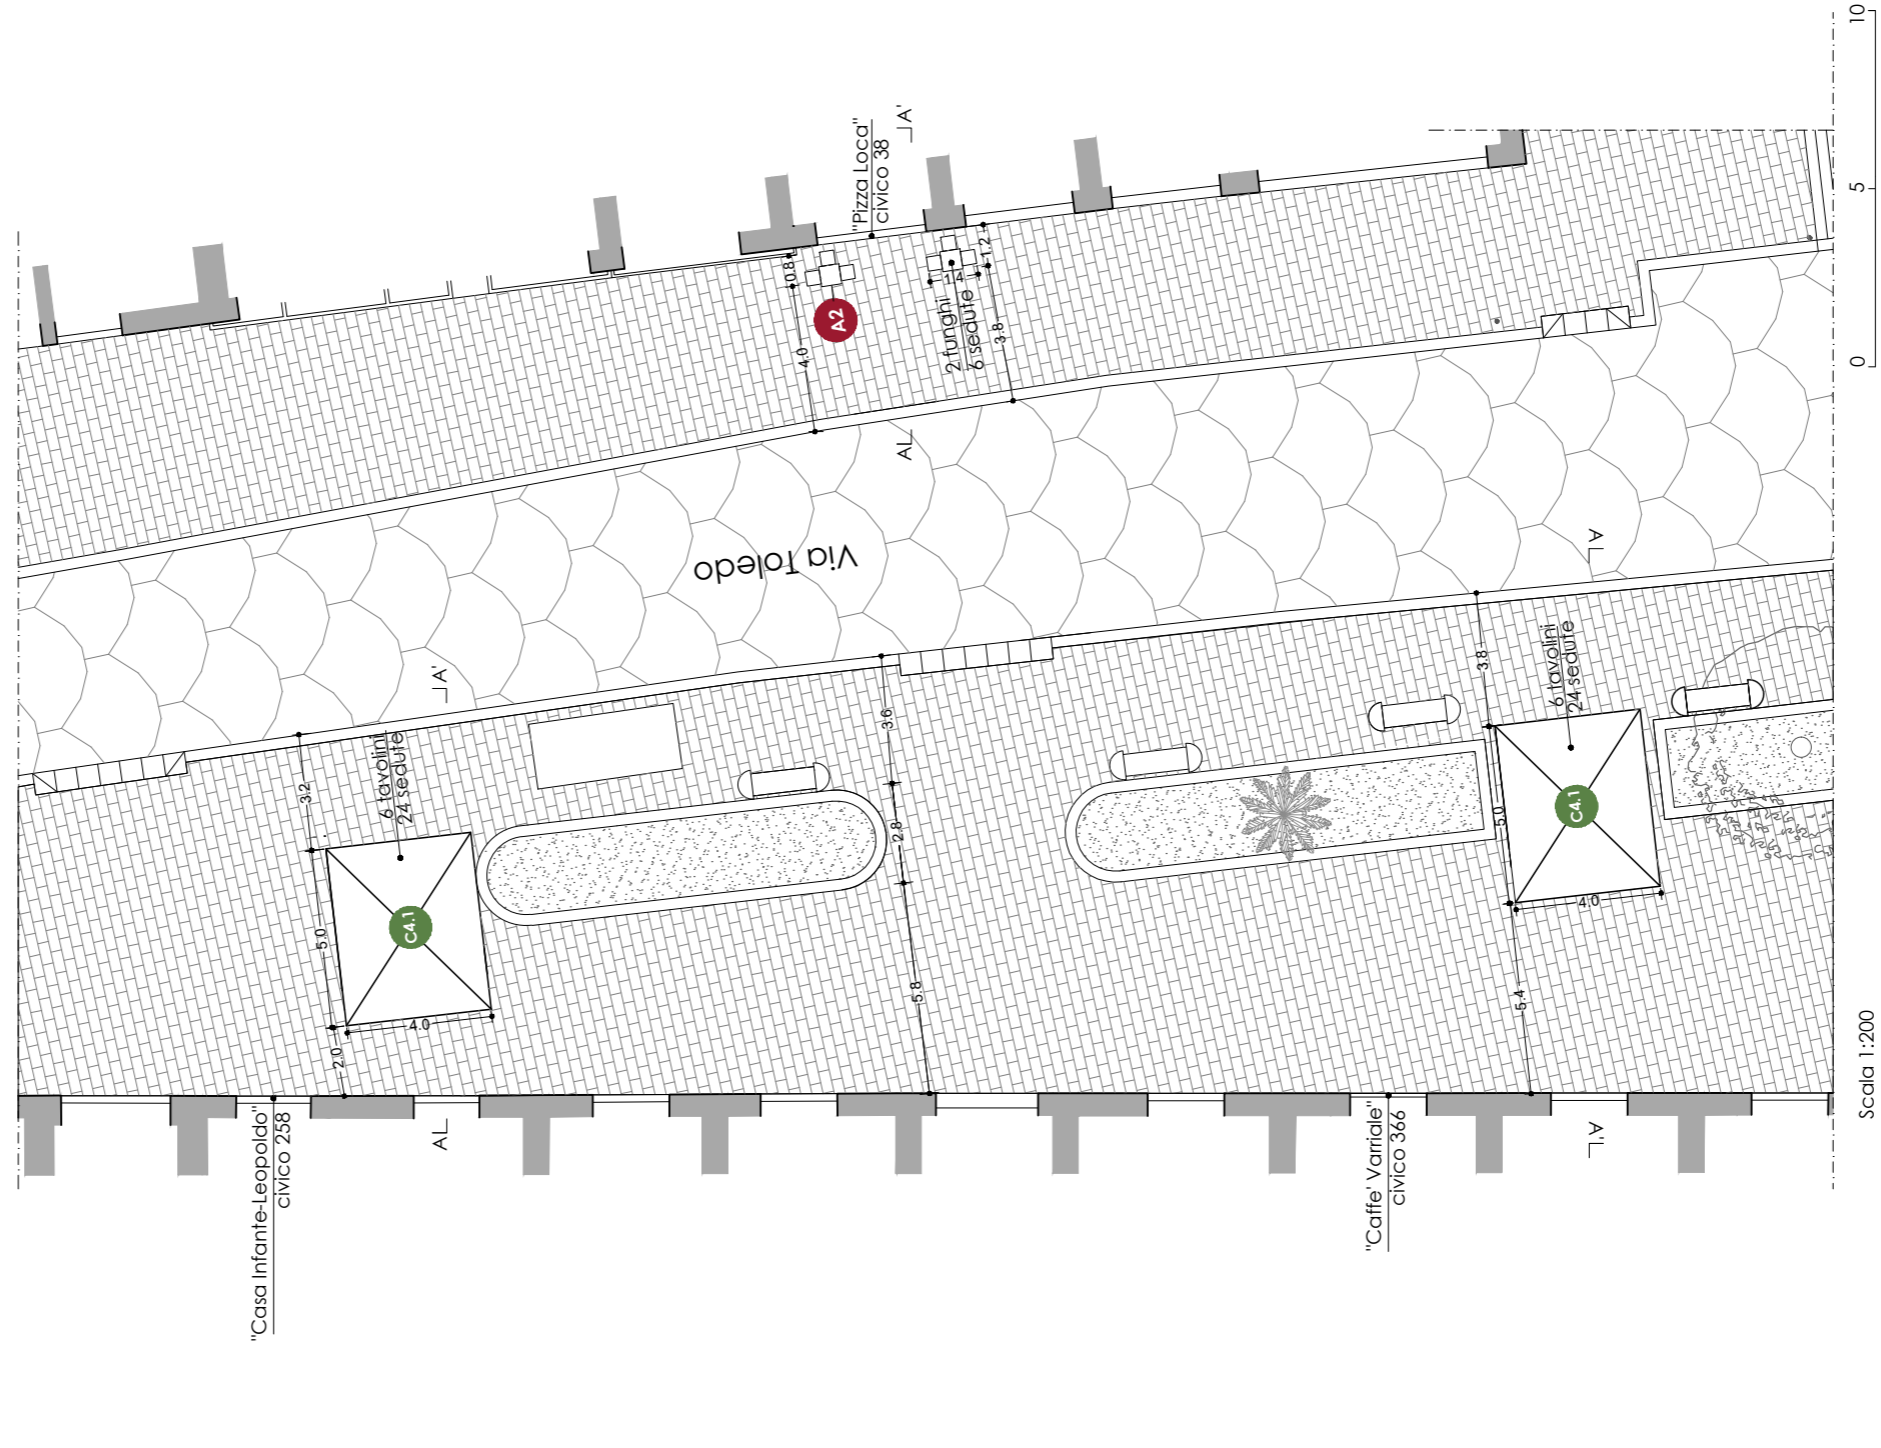 "Pizza Loca"
civico 38
A'
A2
0.8
4.0
2 funghi
6 sedute
1.4
1.2
3.8
A
Via Toledo
A'
3.2
6 tavolini
24 sedute
C4.1
5.0
4.0
2.0
A
"Casa Infante-Leopoldo"
civico 258
3.6
2.8
5.8
A
3.8
6 tavolini
24 sedute
C4.1
5.0
4.0
5.4
A'
"Caffe' Varriale"
civico 366
Scala 1:200
0
5
10